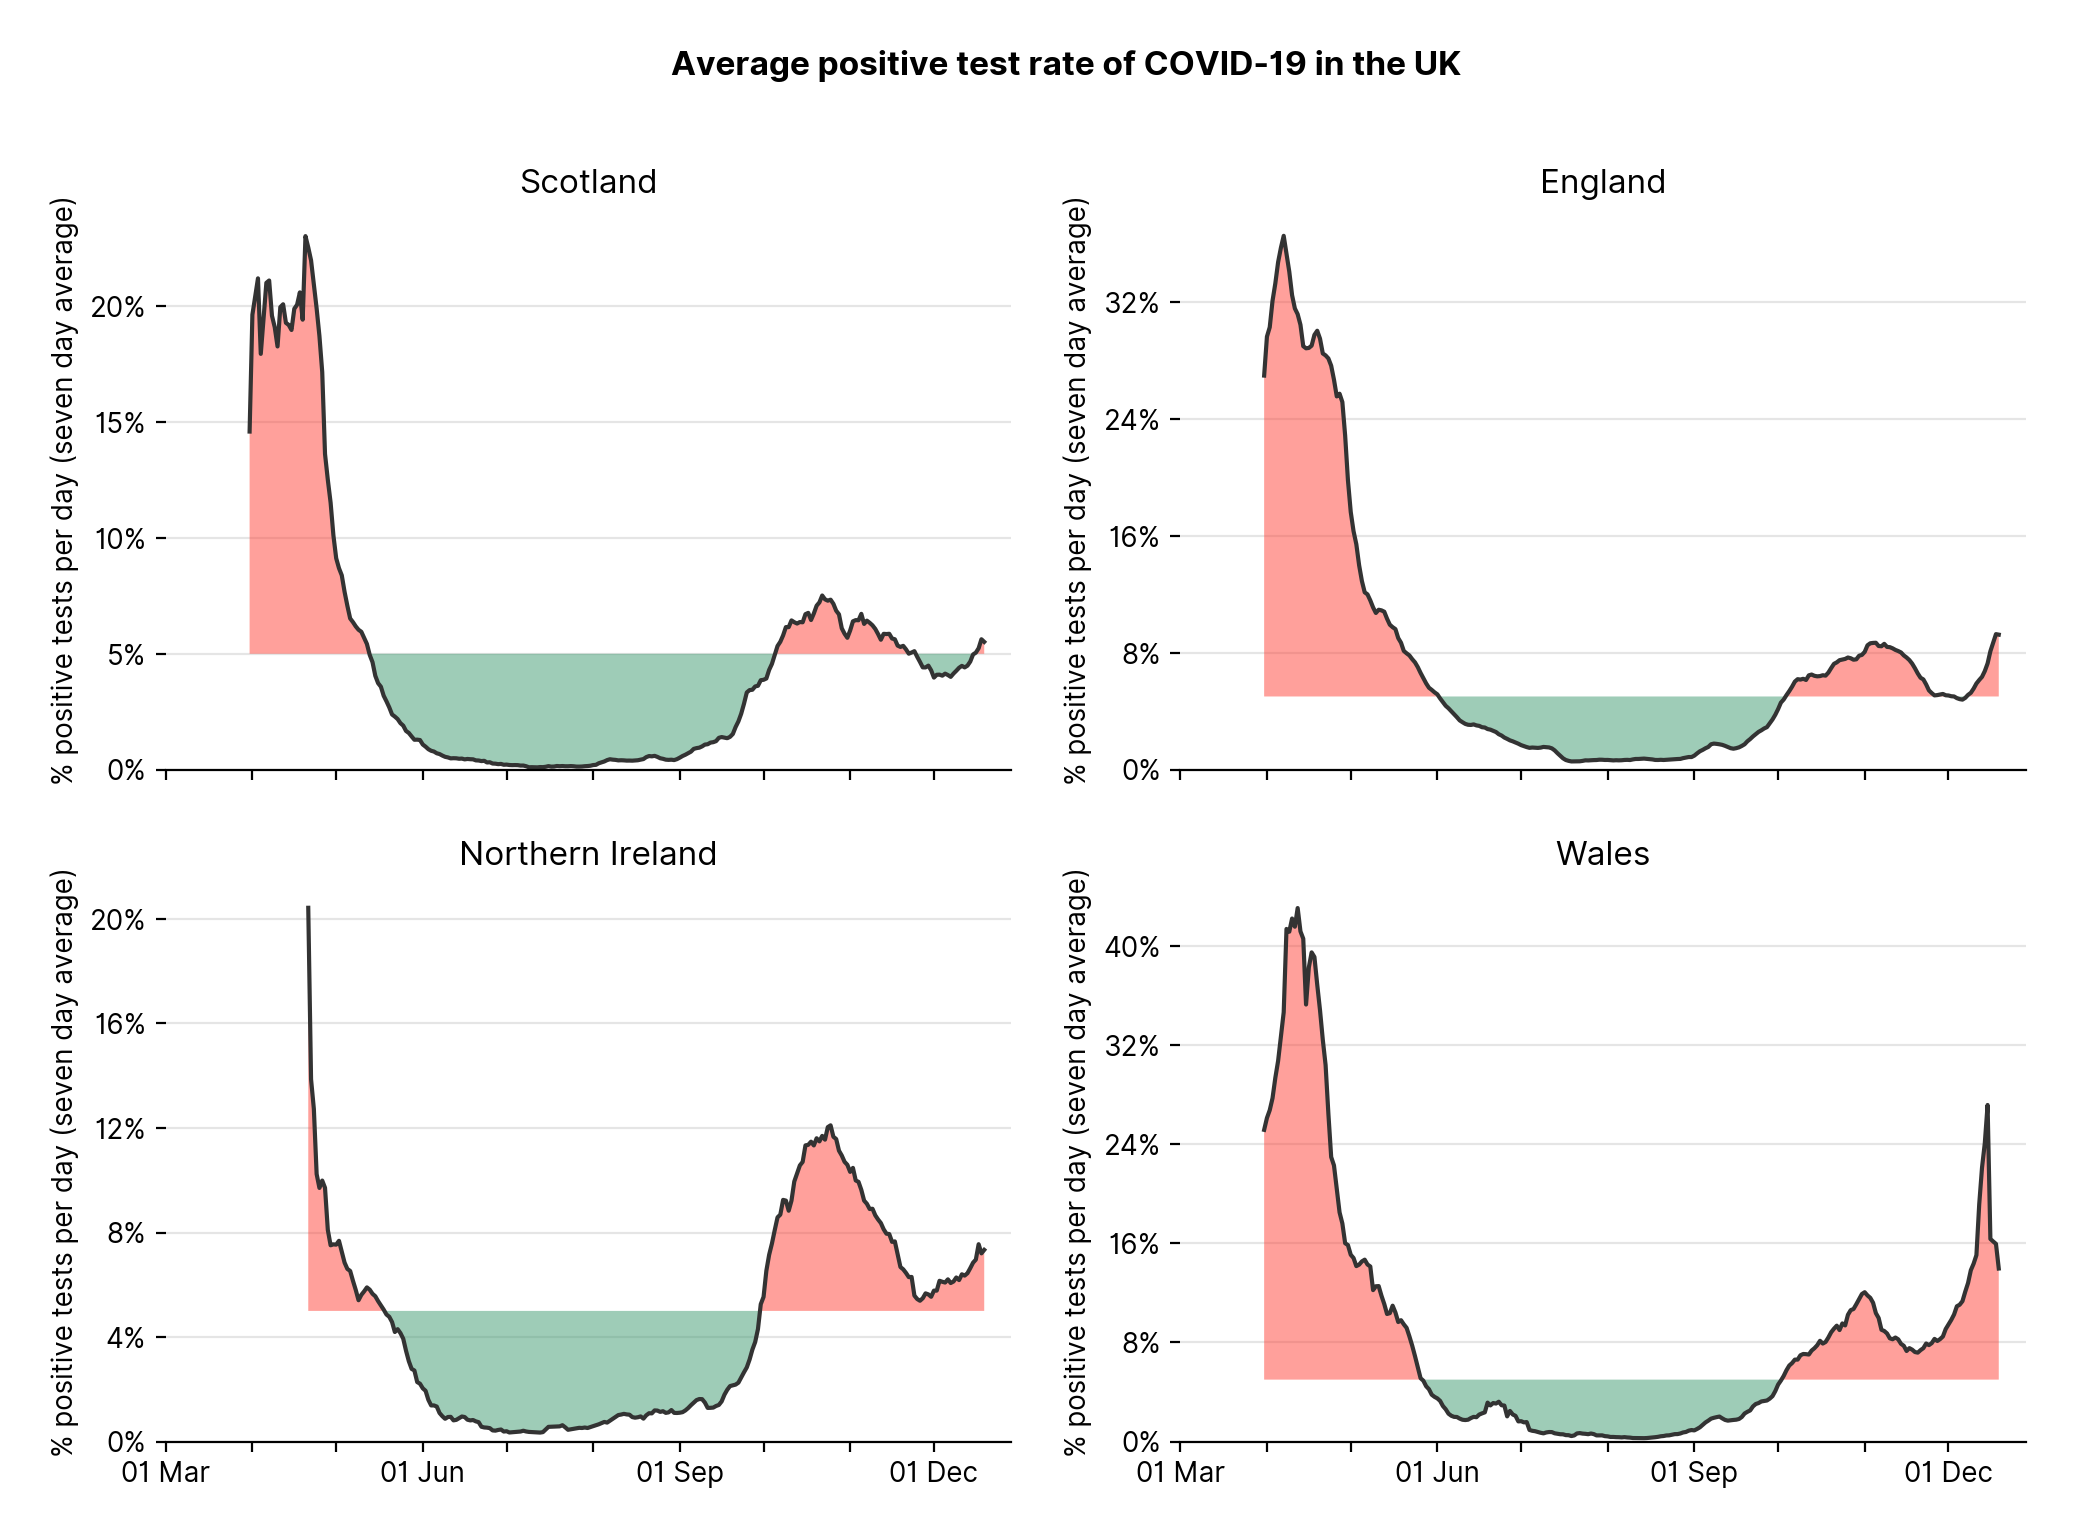 Average positive test rate of COVID-19 in the UK
Scotland
% positive tests per day (seven day average)
20%
15%
10%
5%
0%
England
% positive tests per day (seven day average)
32%
24%
16%
8%
0%
Northern Ireland
% positive tests per day (seven day average)
20%
16%
12%
8%
4%
0%
01 Mar
01 Jun
01 Sep
01 Dec
Wales
% positive tests per day (seven day average)
40%
32%
24%
16%
8%
0%
01 Mar
01 Jun
01 Sep
01 Dec